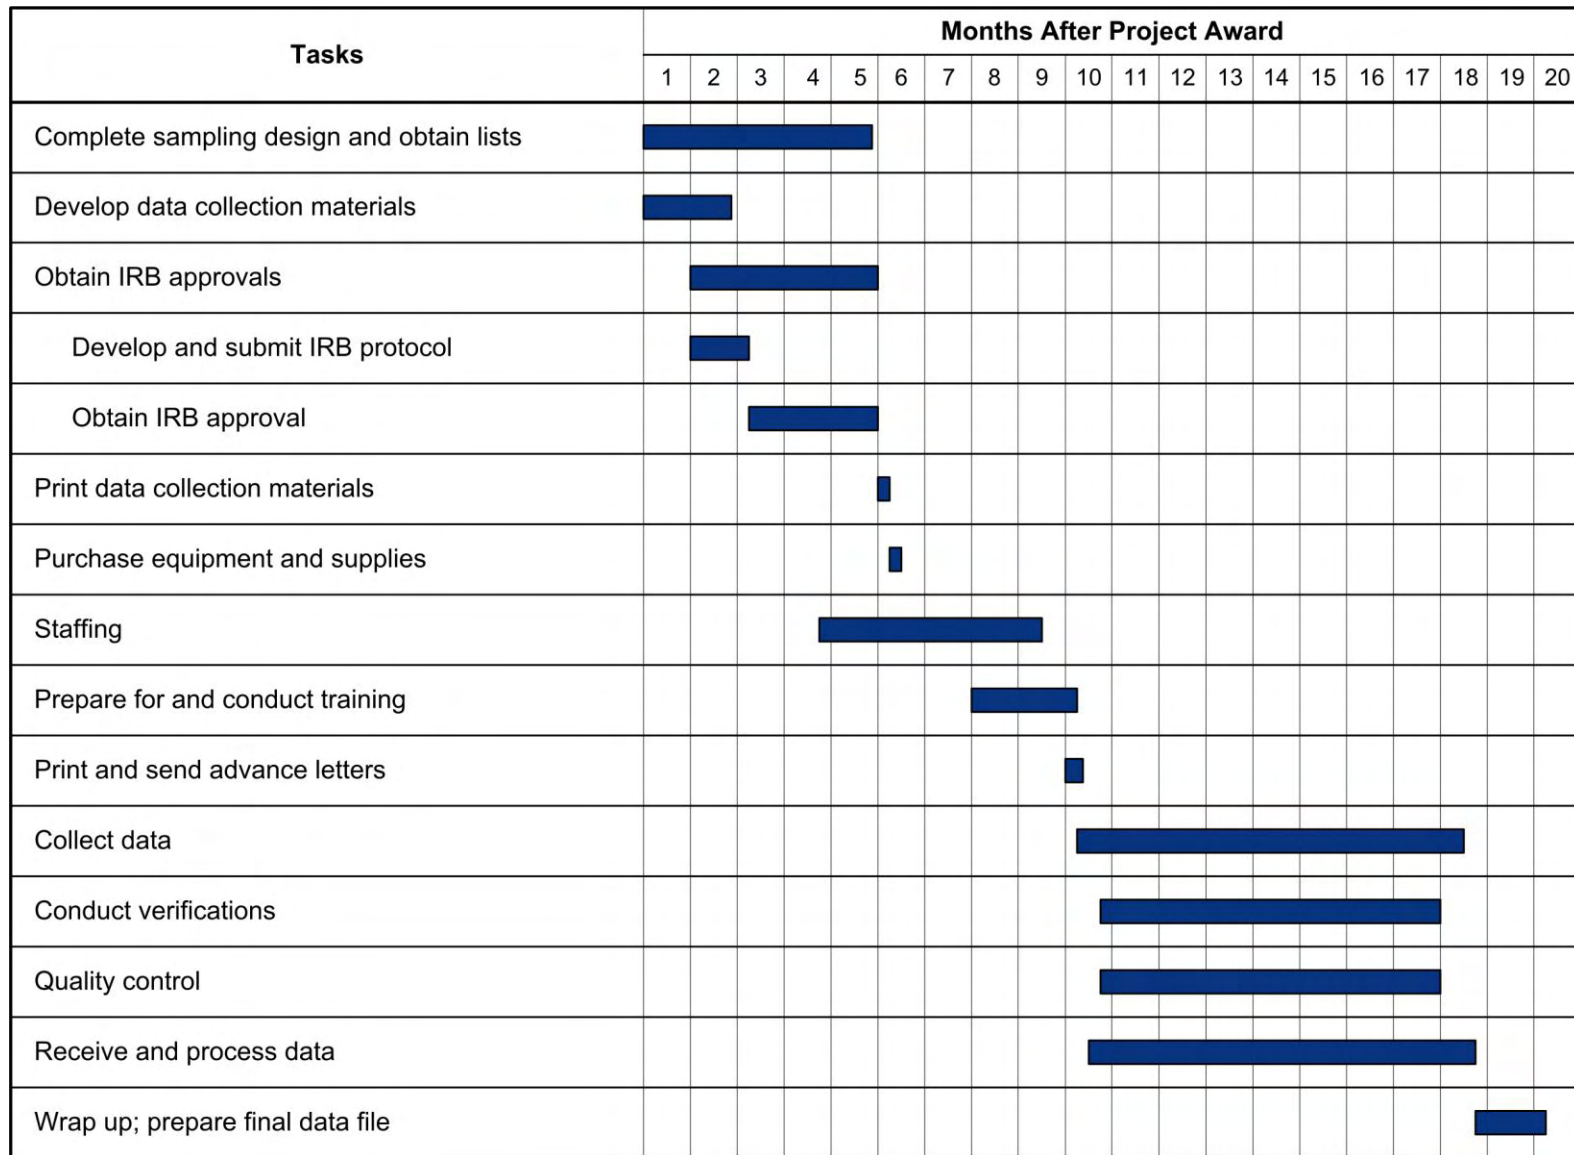 Tasks
Months After Project Award
1 2 3 4 5 6 7 8 9 10 11 12 13 14 15 16 17 18 19 20
Complete sampling design and obtain lists
Develop data collection materials
Obtain IRB approvals
Develop and submit IRB protocol
Obtain IRB approval
Print data collection materials
Purchase equipment and supplies
Staffing
Prepare for and conduct training
Print and send advance letters
Collect data
Conduct verifications
Quality control
Receive and process data
Wrap up; prepare final data file